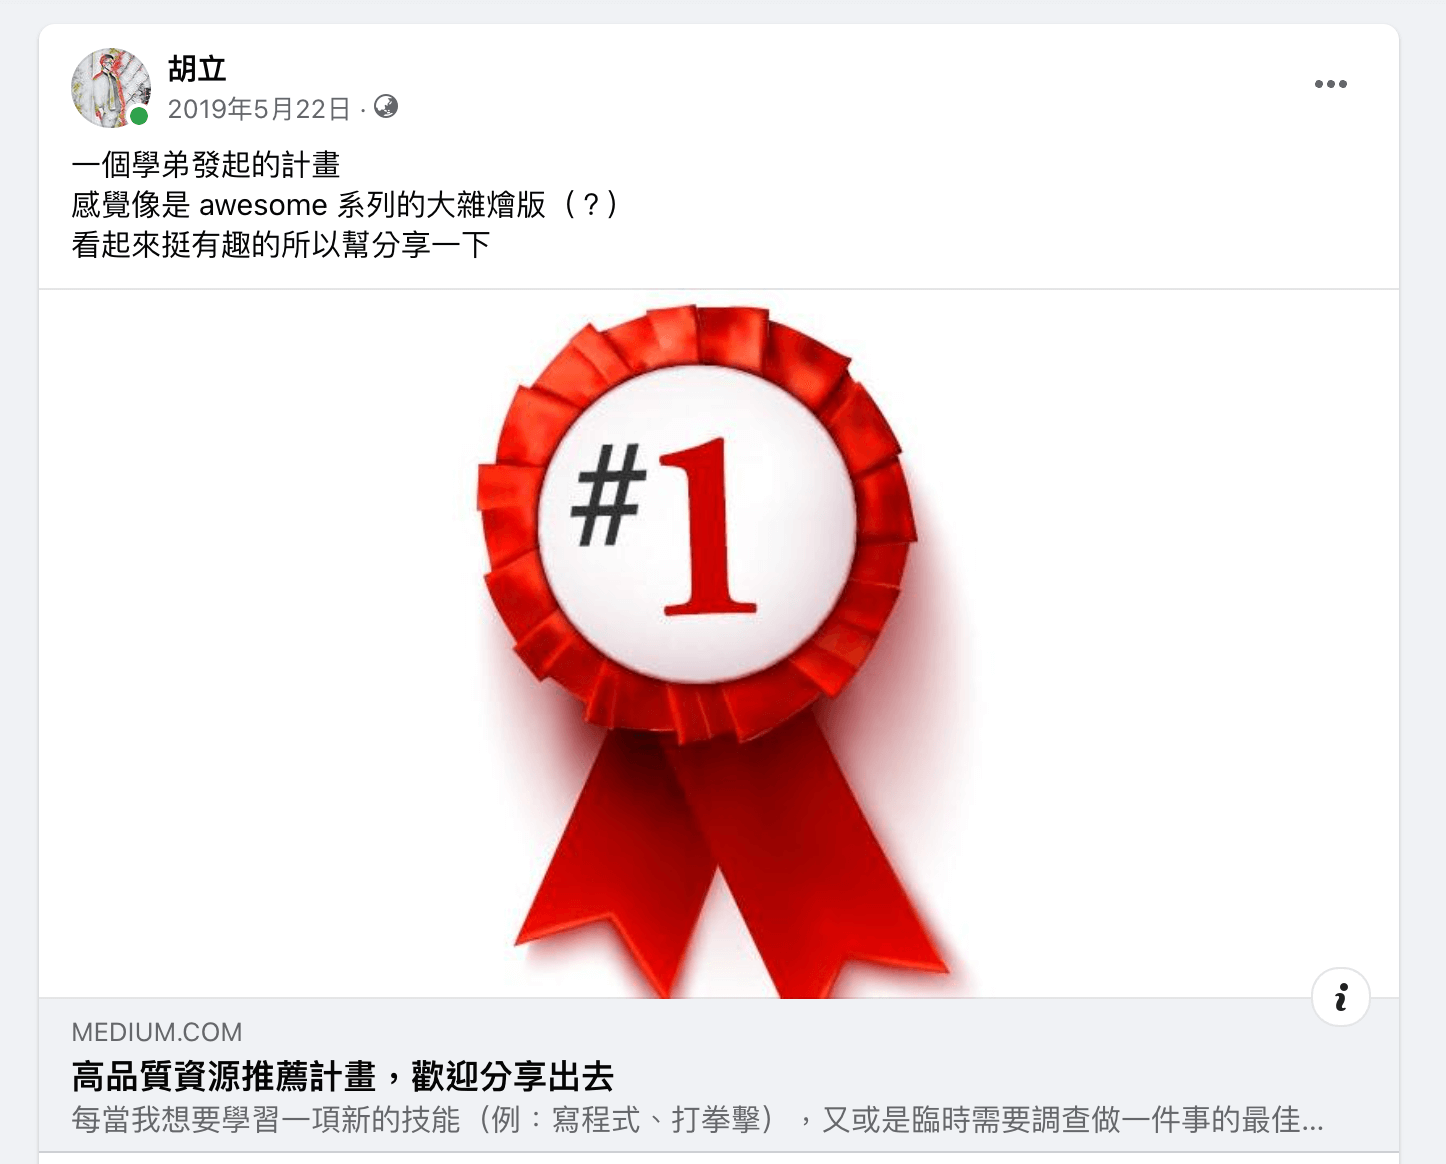 胡立
2019年5月22日 ·
一個學弟發起的計畫
感覺像是 awesome 系列的大雜燴版（？）
看起來挺有趣的所以幫分享一下
#1
MEDIUM.COM
高品質資源推薦計畫，歡迎分享出去
每當我想要學習一項新的技能（例：寫程式、打拳擊），又或是臨時需要調查做一件事的最佳...